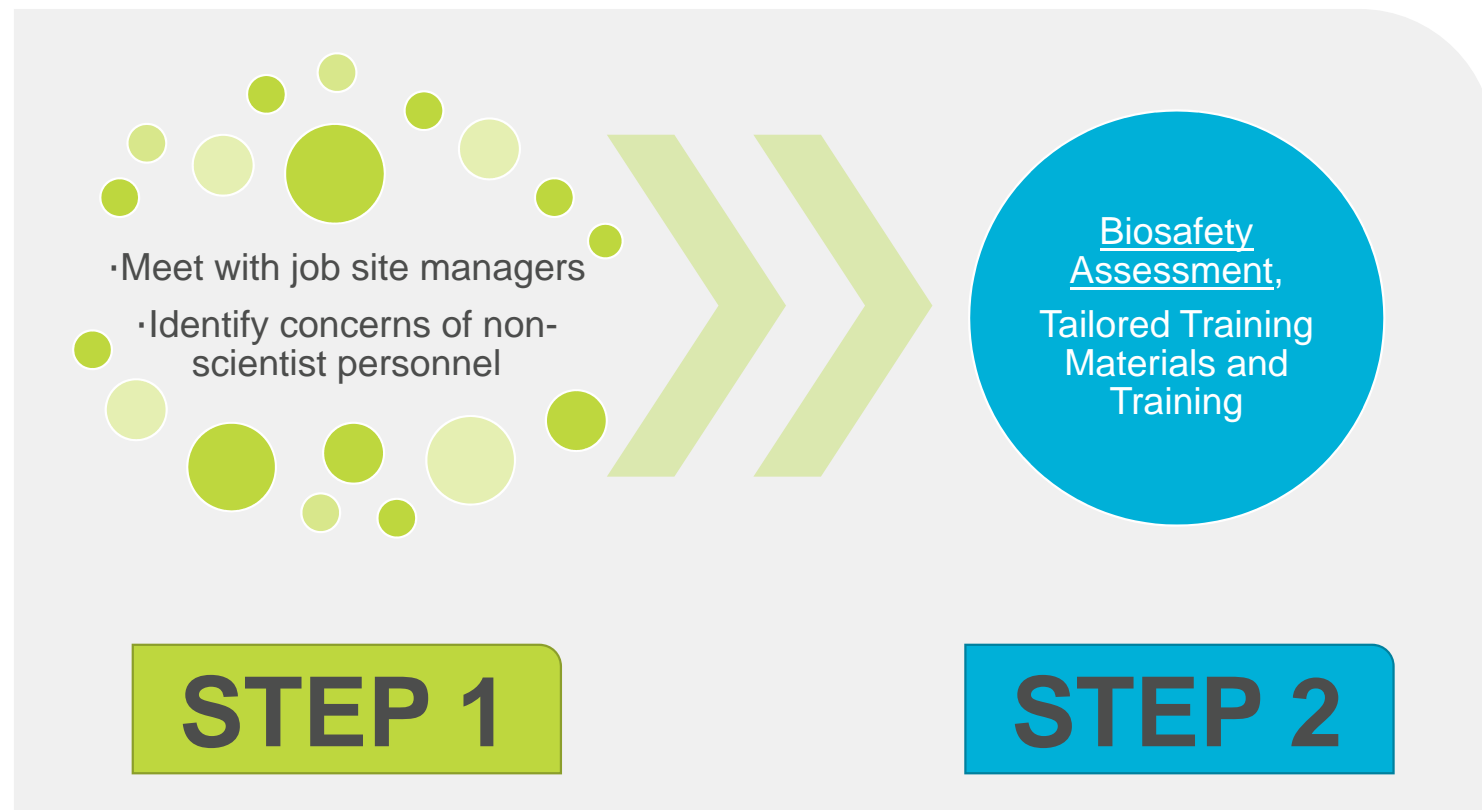 ·Meet with job site managers
·Identify concerns of non-
scientist personnel
Biosafety
Assessment,
Tailored Training
Materials and
Training
STEP 1
STEP 2